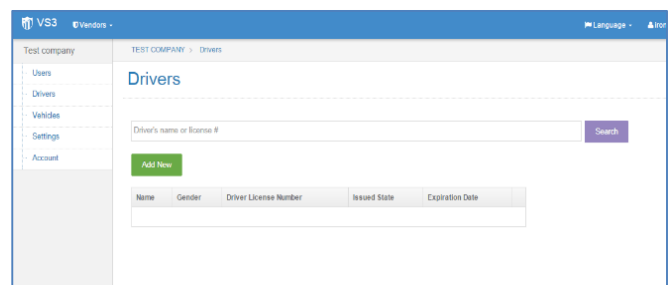 VS3 Vendors Language Iron
Test company
TEST COMPANY > Drivers
Users
Drivers
Vehicles
Settings
Account
Drivers
Driver's name or license #
Search
Add New
Name Gender Driver License Number Issued State Expiration Date